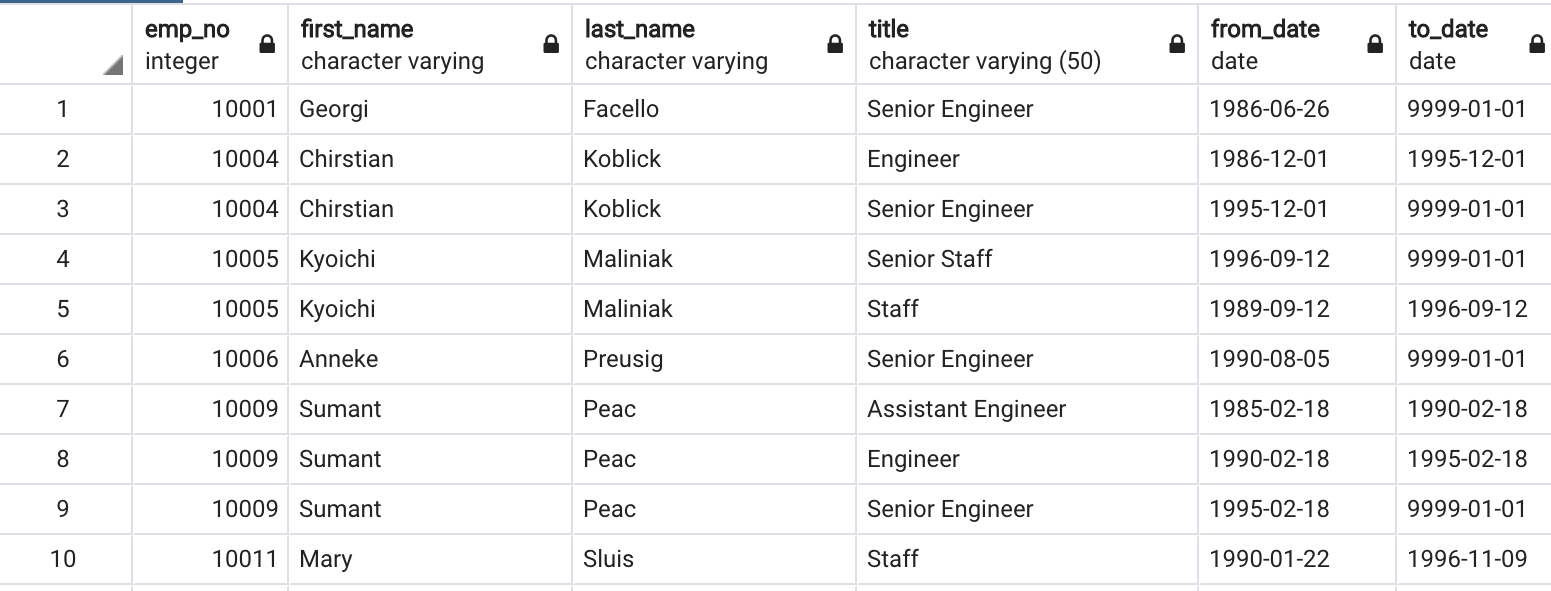 emp_no first_name last_name title from_date to_date
integer character varying character varying character varying (50) date date
1 10001 Georgi Facello Senior Engineer 1986-06-26 9999-01-01
2 10004 Chirstian Koblick Engineer 1986-12-01 1995-12-01
3 10004 Chirstian Koblick Senior Engineer 1995-12-01 9999-01-01
4 10005 Kyoichi Maliniak Senior Staff 1996-09-12 9999-01-01
5 10005 Kyoichi Maliniak Staff 1989-09-12 1996-09-12
6 10006 Anneke Preusig Senior Engineer 1990-08-05 9999-01-01
7 10009 Sumant Peac Assistant Engineer 1985-02-18 1990-02-18
8 10009 Sumant Peac Engineer 1990-02-18 1995-02-18
9 10009 Sumant Peac Senior Engineer 1995-02-18 9999-01-01
10 10011 Mary Sluis Staff 1990-01-22 1996-11-09